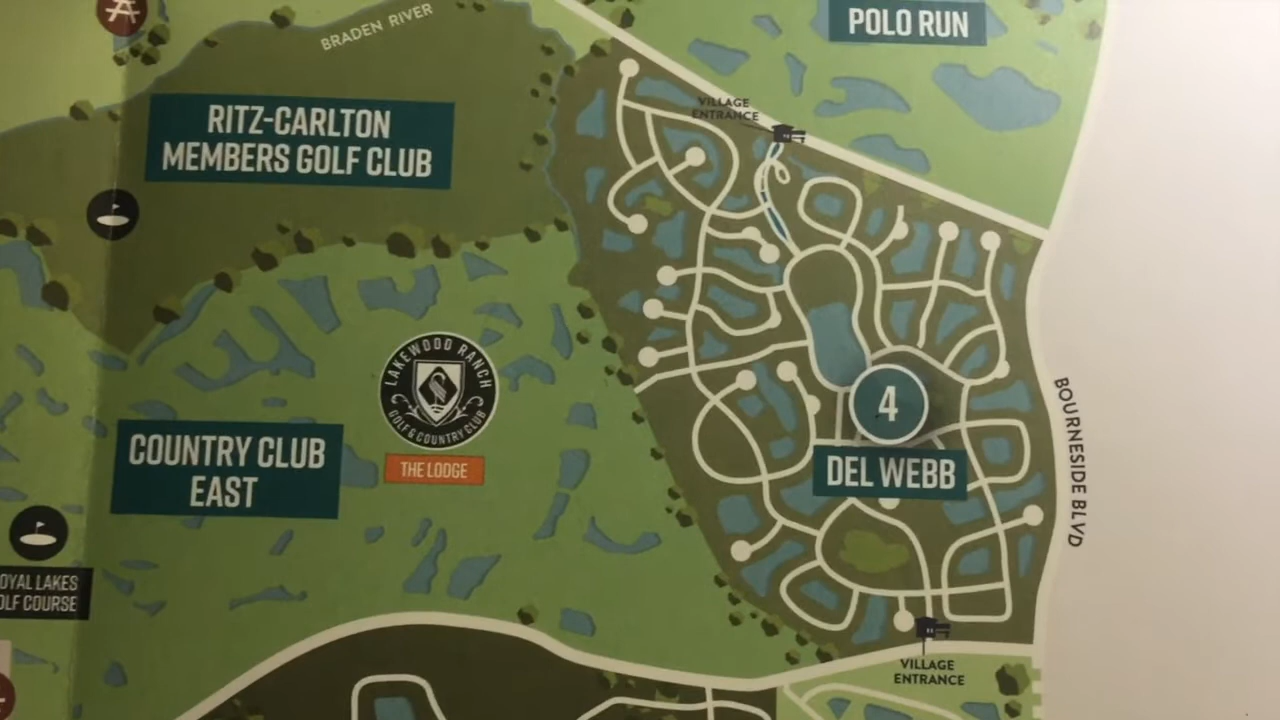 BRADEN RIVER
POLO RUN
RITZ-CARLTON
MEMBERS GOLF CLUB
VILLAGE
ENTRANCE
LAKEWOOD RANCH
GOLF & COUNTRY CLUB
THE LODGE
COUNTRY CLUB
EAST
4
DEL WEBB
BOURNESIDE BLVD
OYAL LAKES
OLF COURSE
VILLAGE
ENTRANCE